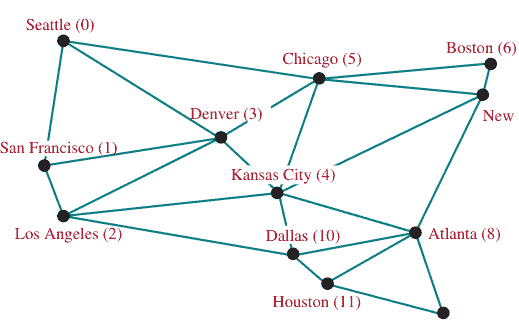 Seattle (0)
Boston (6)
Chicago (5)
Denver (3)
New
San Francisco (1)
Kansas City (4)
Los Angeles (2)
Dallas (10)
Atlanta (8)
Houston (11)